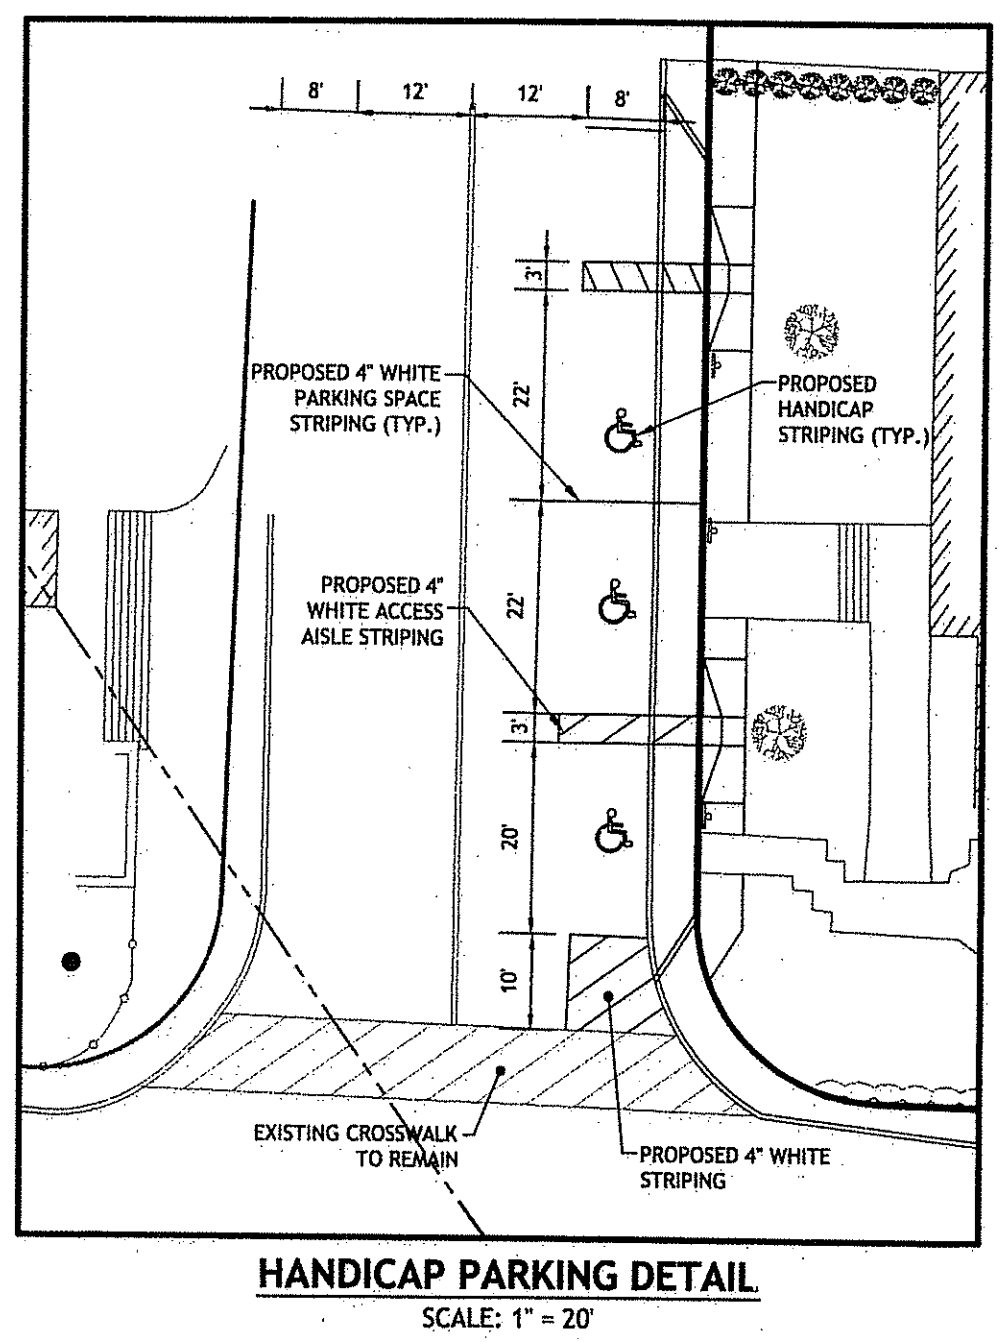 8'
12'
12'
8'
3'
PROPOSED 4" WHITE
PARKING SPACE
STRIPING (TYP.)
22'
PROPOSED
HANDICAP
STRIPING (TYP.)
PROPOSED 4"
WHITE ACCESS
AISLE STRIPING
22'
3'
20'
10'
EXISTING CROSSWALK
TO REMAIN
PROPOSED 4" WHITE
STRIPING
HANDICAP PARKING DETAIL
SCALE: 1" = 20'